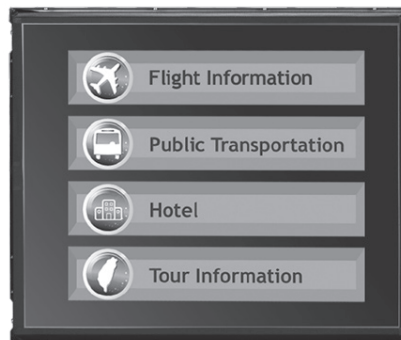 Flight Information
Public Transportation
Hotel
Tour Information